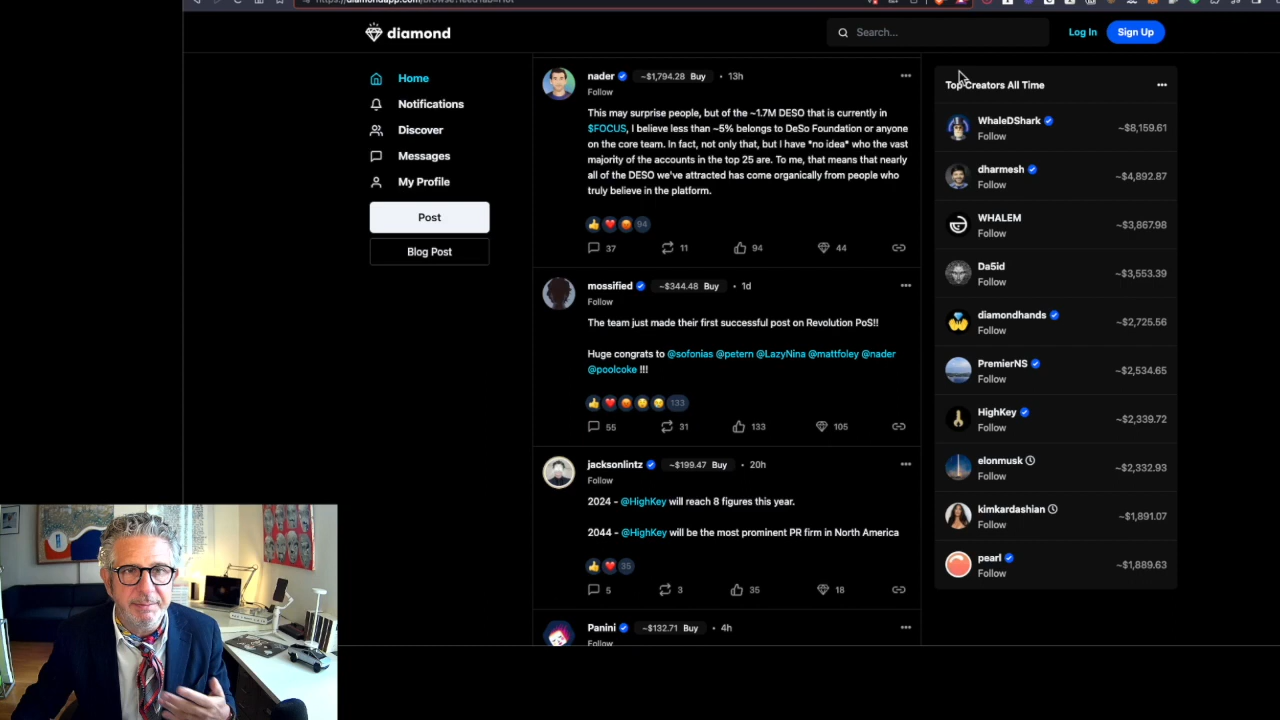 diamond
Search...
Log In
Sign Up
Home
Notifications
Discover
Messages
My Profile
Post
Blog Post
nader ~$1,794.28 Buy • 13h
Follow
This may surprise people, but of the ~1.7M DESO that is currently in
$FOCUS, I believe less than ~5% belongs to DeSo Foundation or anyone
on the core team. In fact, not only that, but I have *no idea* who the vast
majority of the accounts in the top 25 are. To me, that means that nearly
all of the DESO we've attracted has come organically from people who
truly believe in the platform.
94
37 11 94 44
mossified ~$344.48 Buy • 1d
Follow
The team just made their first successful post on Revolution PoS!!
Huge congrats to @sofonias @petern @LazyNina @mattfoley @nader
@poolcoke !!!
133
55 31 133 105
jacksonlintz ~$199.47 Buy • 20h
Follow
2024 - @HighKey will reach 8 figures this year.
2044 - @HighKey will be the most prominent PR firm in North America
35
5 3 35 18
Panini ~$132.71 Buy • 4h
Follow
Top Creators All Time
WhaleDShark
Follow
~$8,159.61
dharmesh
Follow
~$4,892.87
WHALEM
Follow
~$3,867.98
Da5id
Follow
~$3,553.39
diamondhands
Follow
~$2,725.56
PremierNS
Follow
~$2,534.65
HighKey
Follow
~$2,339.72
elonmusk
Follow
~$2,332.93
kimkardashian
Follow
~$1,891.07
pearl
Follow
~$1,889.63